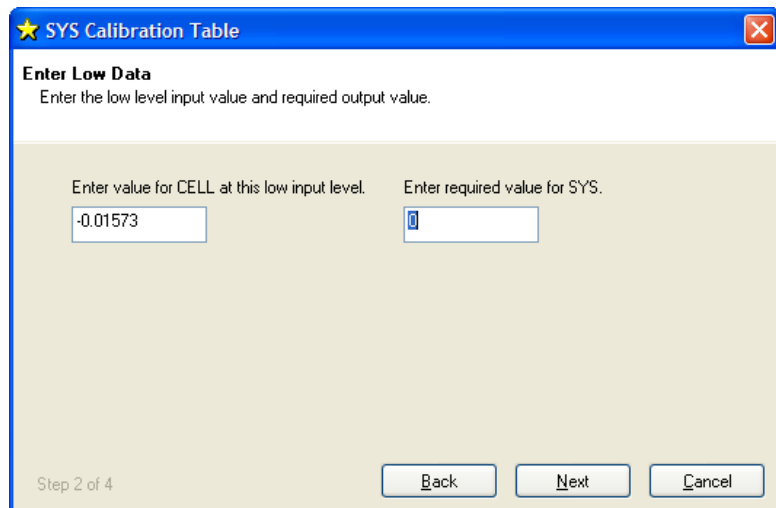 SYS Calibration Table
Enter Low Data
Enter the low level input value and required output value.
Enter value for CELL at this low input level. Enter required value for SYS.
-0.01573 0
Step 2 of 4 Back Next Cancel